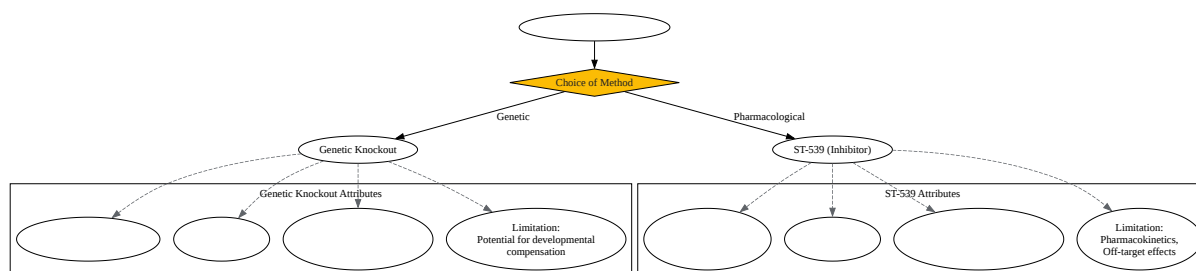 Choice of Method
Genetic
Pharmacological
Genetic Knockout
ST-539 (Inhibitor)
Genetic Knockout Attributes
ST-539 Attributes
Limitation:
Potential for developmental
compensation
Limitation:
Pharmacokinetics,
Off-target effects